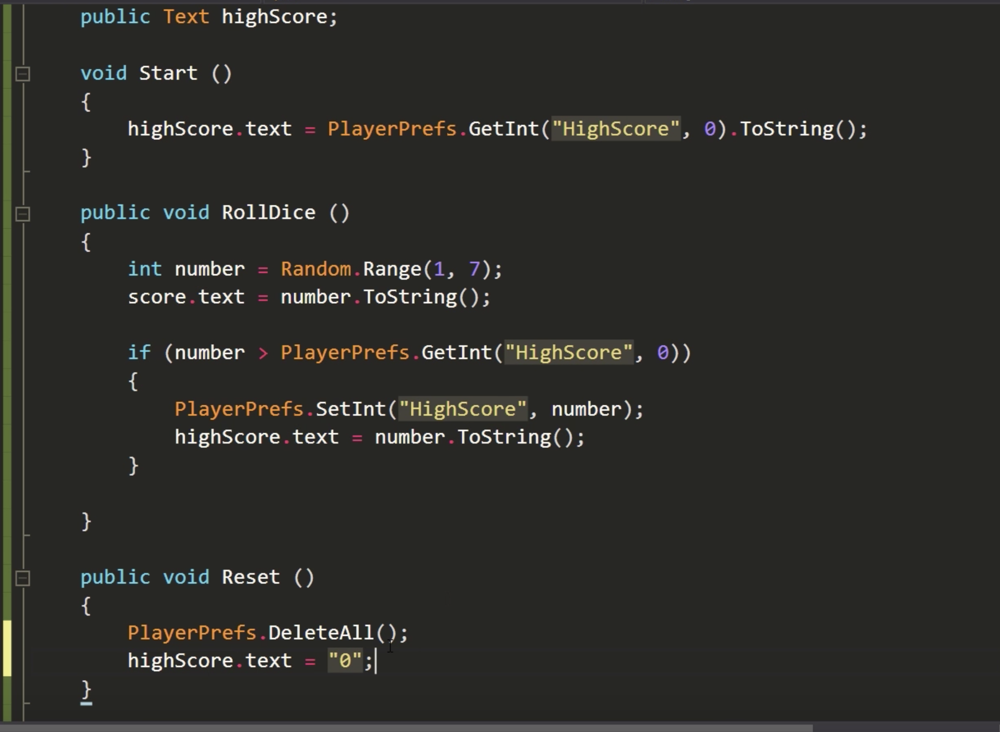 public Text highScore;
void Start ()
{
highScore.text = PlayerPrefs.GetInt("HighScore", 0).ToString();
}
public void RollDice ()
{
int number = Random.Range(1, 7);
score.text = number.ToString();
if (number > PlayerPrefs.GetInt("HighScore", 0))
{
PlayerPrefs.SetInt("HighScore", number);
highScore.text = number.ToString();
}
}
public void Reset ()
{
PlayerPrefs.DeleteAll();
highScore.text = "0";
}